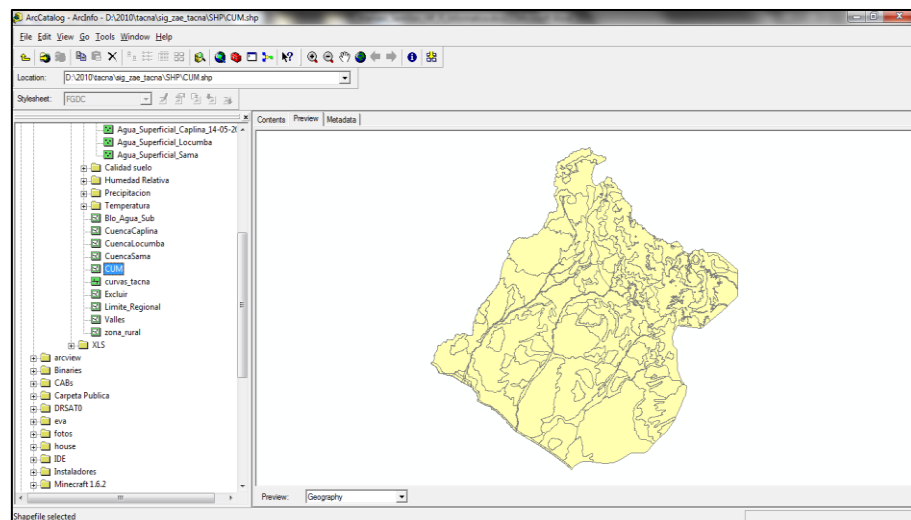 ArcCatalog - ArcInfo - D:\2010\tacna\sig_zae_tacna\SHP\CUM.shp
File Edit View Go Tools Window Help
Location: D:\2010\tacna\sig_zae_tacna\SHP\CUM.shp
Stylesheet: FGDC
Contents Preview Metadata
Agua_Superficial_Caplina_14-05-20
Agua_Superficial_Locumba
Agua_Superficial_Sama
Calidad suelo
Humedad Relativa
Precipitacion
Temperatura
Blo_Agua_Sub
CuencaCaplina
CuencaLocumba
CuencaSama
CUM
curvas_tacna
Excluir
Limite_Regional
Valles
zona_rural
XLS
arcview
Binaries
CABs
Carpeta Publica
DRSAT0
eva
fotos
house
IDE
Instaladores
Minecraft 1.6.2
Preview: Geography
Shapefile selected